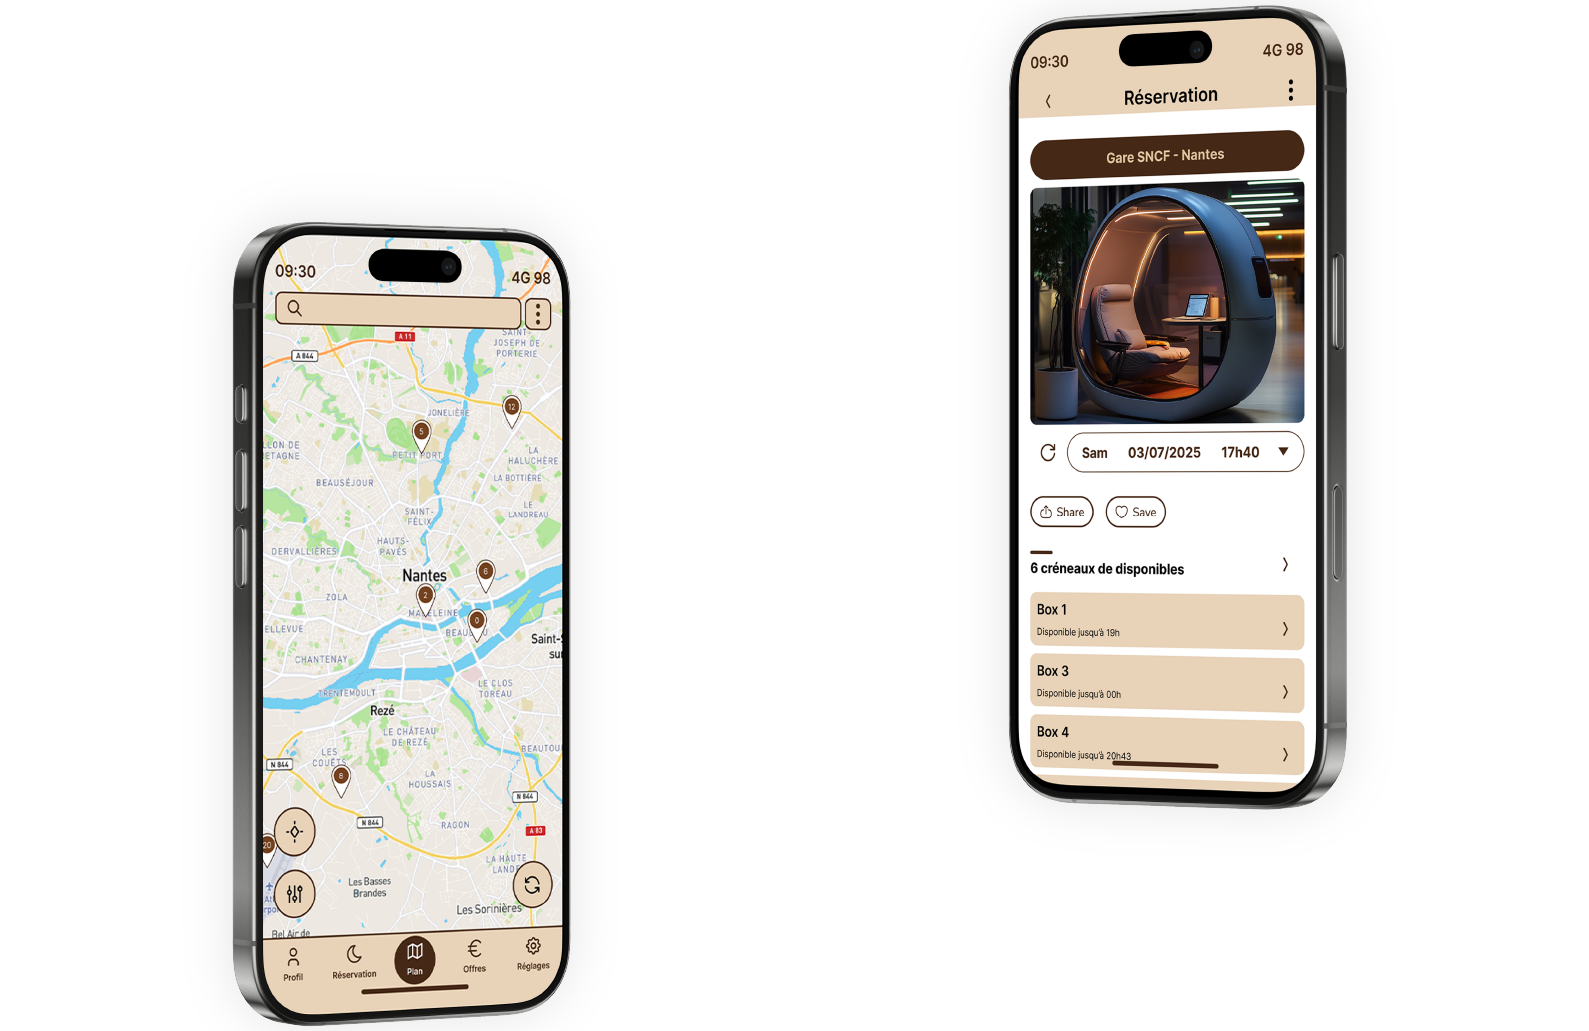 09:30
4G 98
A 11
A 844
SAINT-
JOSEPH DE
PORTERIE
JONELIÈRE
12
5
PETIT PORT
LLON DE
ETAGNE
LA
HALUCHÈRE
LA BOTTIÈRE
BEAUSÉJOUR
LE
LANDREAU
SAINT-
FÉLIX
HAUTS-
PAVÉS
DERVALLIÈRES
Nantes
6
2
ZOLA
MADELEINE
0
ELLEVUE
BEAULIEU
Saint-S
sur
CHANTENAY
LE CLOS
TOREAU
TRENTEMOULT
Rezé
LE CHÂTEAU
DE REZÉ
LES
COUËTS
BEAUTOU
N 844
6
LA
HOUSSAIS
N 844
N 844
RAGON
A 83
20
LA HAUTE
LANDE
Les Basses
Brandes
Les Sorinières
Bel Air de
Profil
Réservation
Plan
Offres
Réglages
09:30
4G 98
Réservation
Gare SNCF - Nantes
Sam 03/07/2025 17h40
Share
Save
6 créneaux de disponibles
Box 1
Disponible jusqu'à 19h
Box 3
Disponible jusqu'à 00h
Box 4
Disponible jusqu'à 20h43